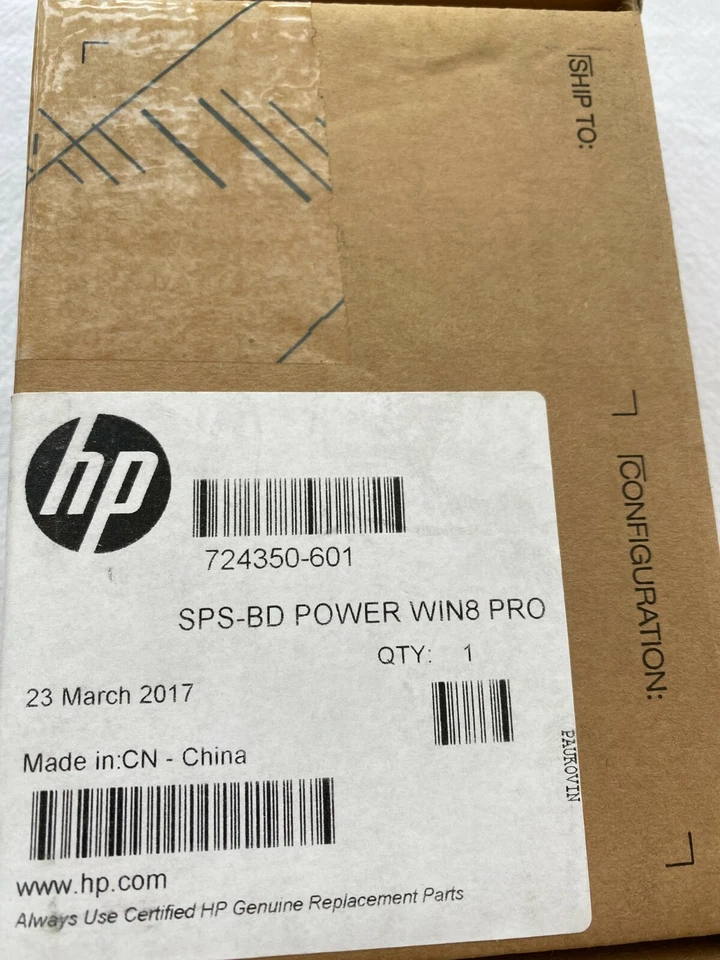 SHIP TO:
CONFIGURATION:
hp
724350-601
SPS-BD POWER WIN8 PRO
QTY: 1
23 March 2017
Made in:CN - China
PAUKOVIN
www.hp.com
Always Use Certified HP Genuine Replacement Parts